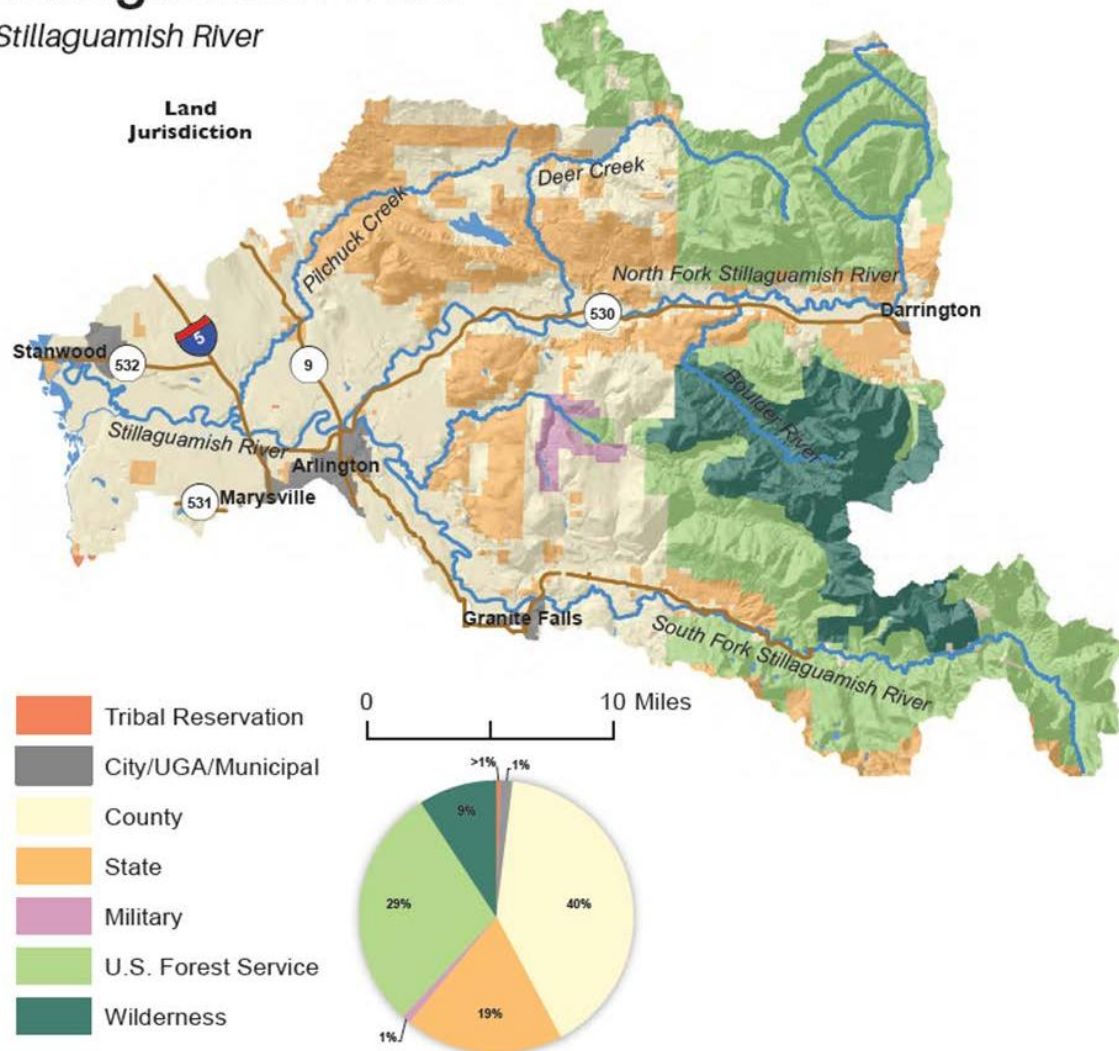 Stillaguamish River
Land
Jurisdiction
Deer Creek
Pilchuck Creek
North Fork Stillaguamish River
530
Darrington
5
Stanwood
532
9
Boulder River
Stillaguamish River
Arlington
531
Marysville
Granite Falls
South Fork Stillaguamish River
0
10 Miles
Tribal Reservation
City/UGA/Municipal
County
State
Military
U.S. Forest Service
Wilderness
>1%
1%
9%
29%
40%
19%
1%